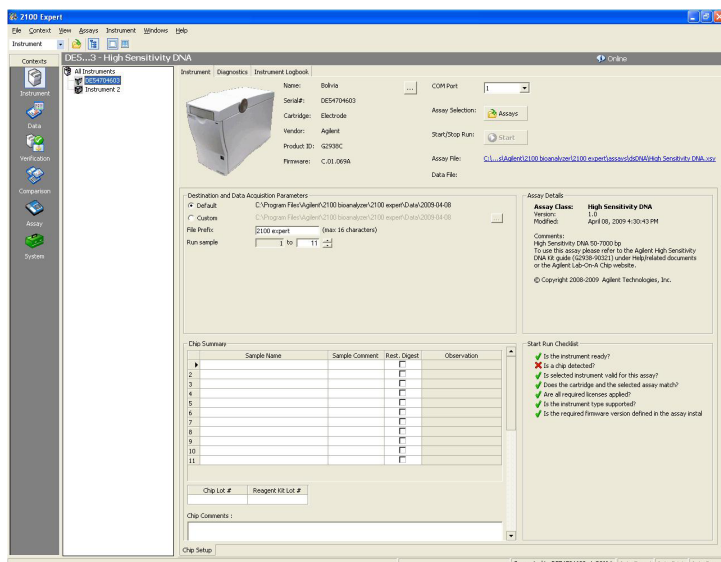 2100 Expert
File Context View Assays Instrument Windows Help
Instrument
Contexts
DE5...3 - High Sensitivity DNA
Online
Instrument
Data
Verification
Comparison
Assay
System
All Instruments
DE54704603
Instrument 2
Instrument Diagnostics Instrument Logbook
Name: Bolivia ...
Serial#: DE54704603
Cartridge: Electrode
Vendor: Agilent
Product ID: G2938C
Firmware: C.01.069A
COM Port 1
Assay Selection: Assays
Start/Stop Run: Start
Assay File: C:\...s\Agilent\2100 bioanalyzer\2100 expert\assays\dsDNA\High Sensitivity DNA.xsy
Data File:
Destination and Data Acquisition Parameters
Default C:\Program Files\Agilent\2100 bioanalyzer\2100 expert\Data\2009-04-08
Custom C:\Program Files\Agilent\2100 bioanalyzer\2100 expert\Data\2009-04-08
File Prefix 2100 expert (max 16 characters)
Run sample 1 to 11
Assay Details
Assay Class: High Sensitivity DNA
Version: 1.0
Modified: April 08, 2009 4:30:43 PM
Comments:
High Sensitivity DNA 50-7000 bp
To use this assay please refer to the Agilent High Sensitivity
DNA Kit guide (G2938-90321) under Help/related documents
or the Agilent Lab-On-A Chip website.
© Copyright 2008-2009 Agilent Technologies, Inc.
Chip Summary
Sample Name Sample Comment Rest. Digest Observation
2
3
4
5
6
7
8
9
10
11
Chip Lot # Reagent Kit Lot #
Chip Comments :
Chip Setup
Start Run Checklist
Is the instrument ready?
Is a chip detected?
Is selected instrument valid for this assay?
Does the cartridge and the selected assay match?
Are all required licenses applied?
Is the instrument type supported?
Is the required firmware version defined in the assay instal